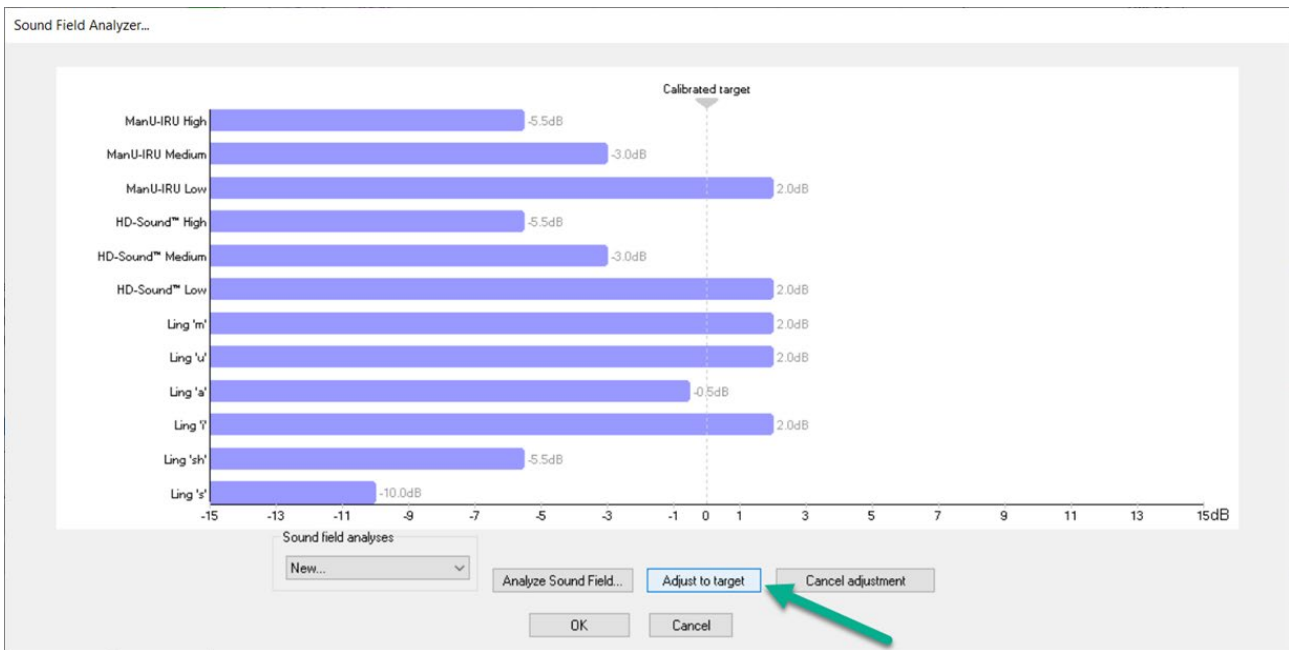 Sound Field Analyzer...
Calibrated target
ManU-IRU High -5.5dB
ManU-IRU Medium -3.0dB
ManU-IRU Low 2.0dB
HD-Sound™ High -5.5dB
HD-Sound™ Medium -3.0dB
HD-Sound™ Low 2.0dB
Ling 'm' 2.0dB
Ling 'u' 2.0dB
Ling 'a' -0.5dB
Ling 'i' 2.0dB
Ling 'sh' -5.5dB
Ling 's' -10.0dB
-15 -13 -11 -9 -7 -5 -3 -1 0 1 3 5 7 9 11 13 15dB
Sound field analyses
New... Analyze Sound Field... Adjust to target Cancel adjustment
OK Cancel